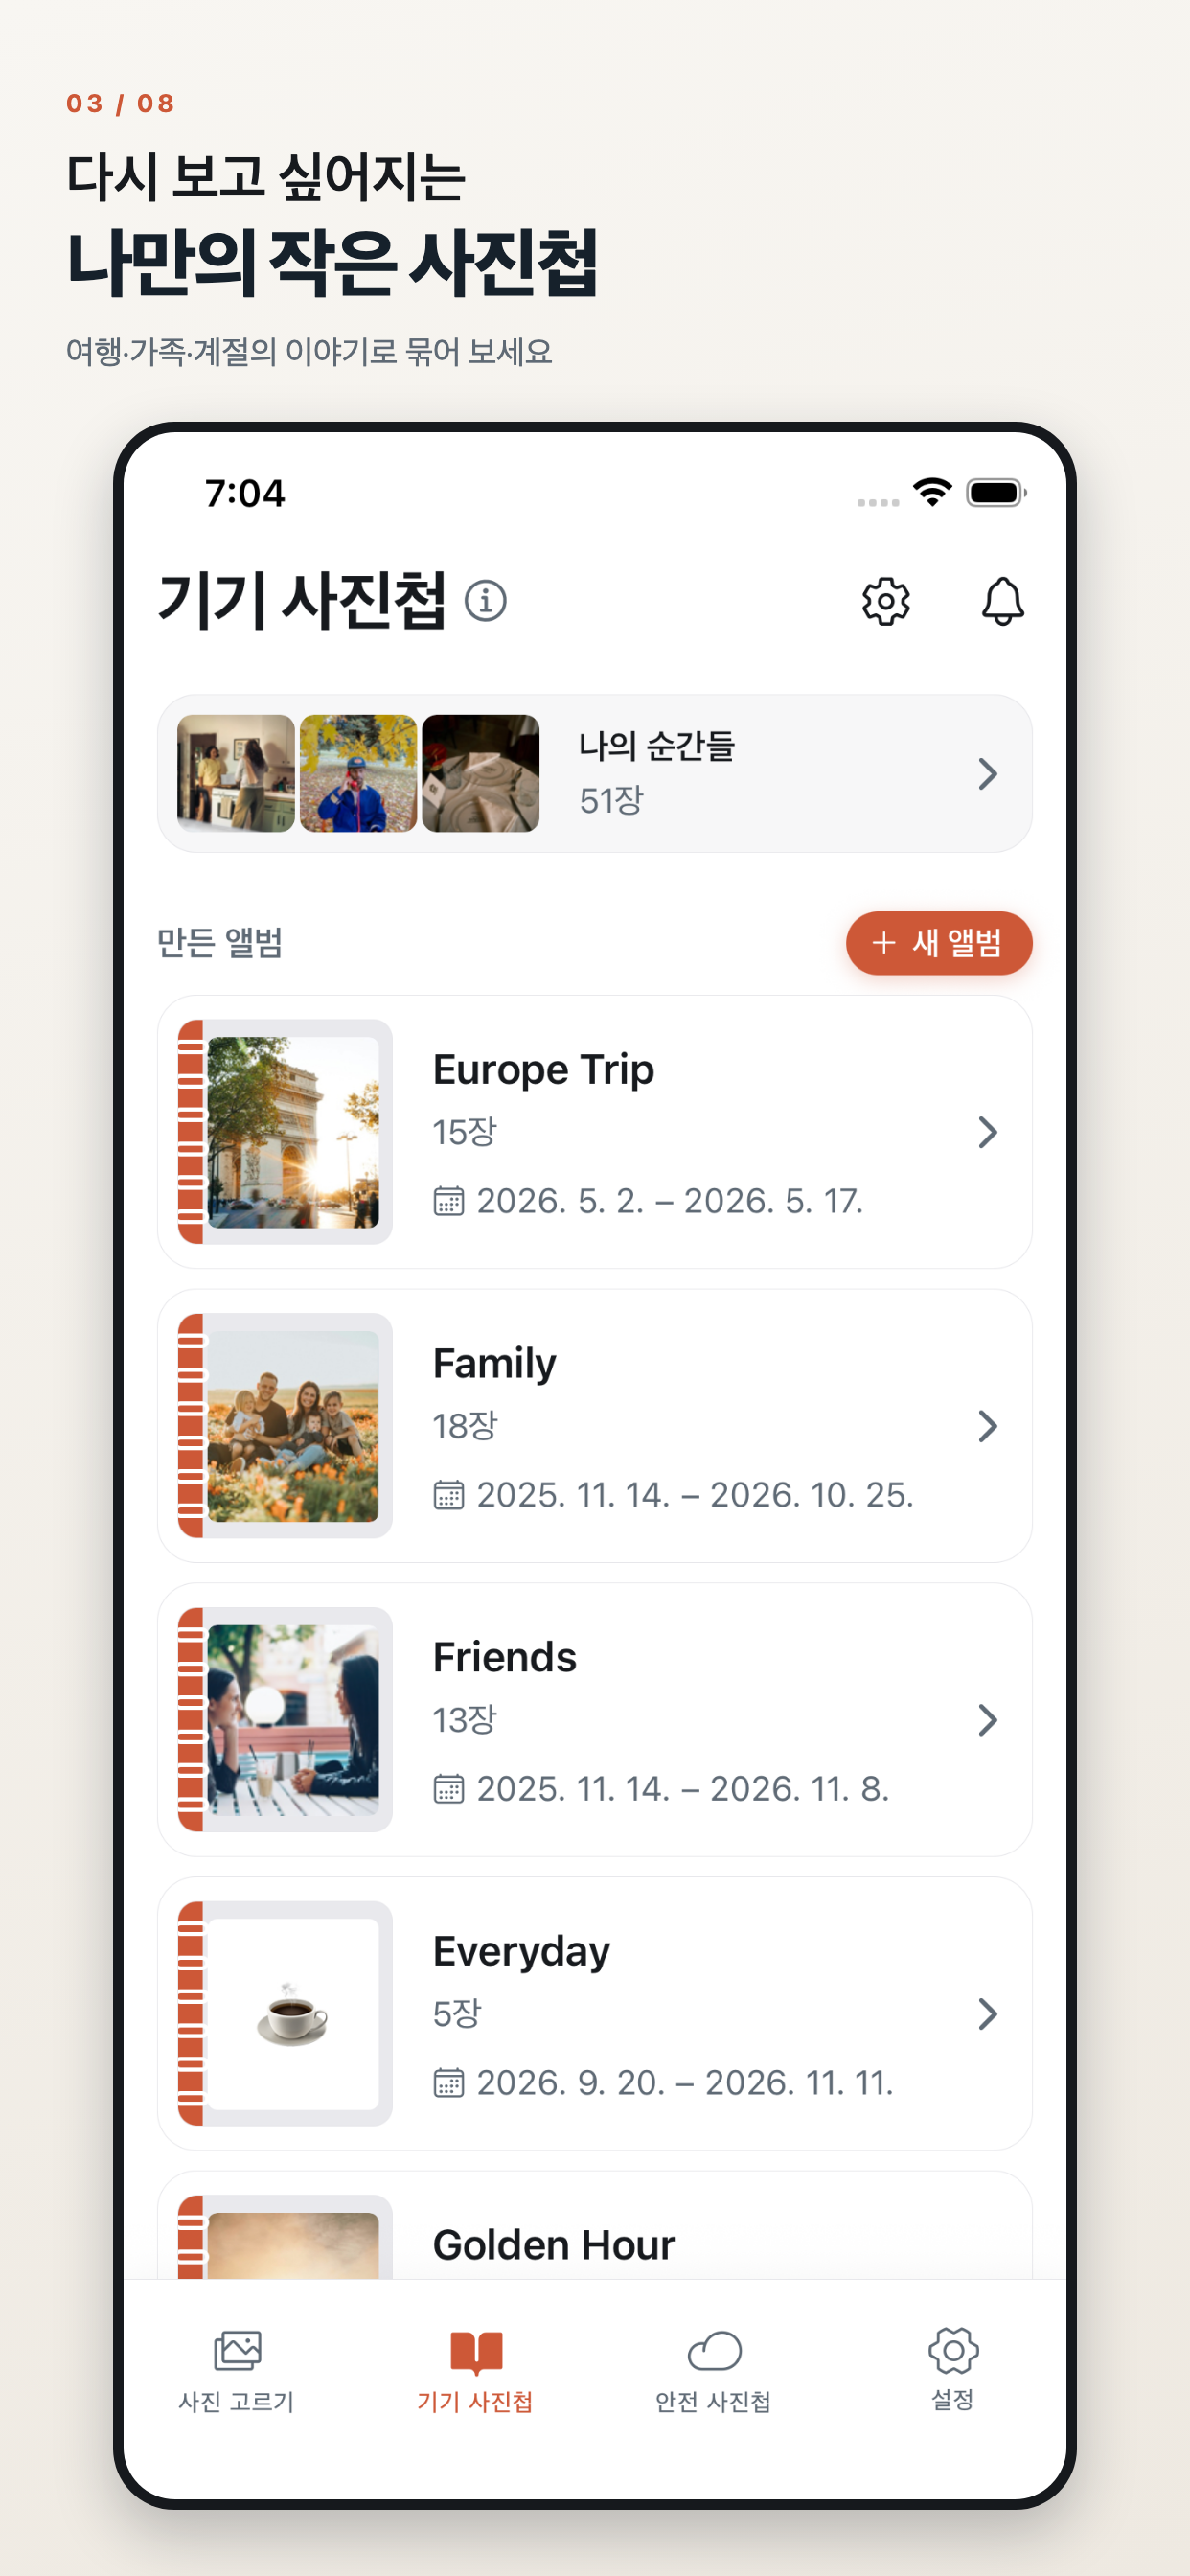 03 / 08
다시 보고 싶어지는
나만의 작은 사진첩
여행·가족·계절의 이야기로 묶어 보세요
7:04
기기 사진첩
나의 순간들
51장
만든 앨범
+ 새 앨범
Europe Trip
15장
2026. 5. 2. – 2026. 5. 17.
Family
18장
2025. 11. 14. – 2026. 10. 25.
Friends
13장
2025. 11. 14. – 2026. 11. 8.
Everyday
5장
2026. 9. 20. – 2026. 11. 11.
Golden Hour
사진 고르기
기기 사진첩
안전 사진첩
설정